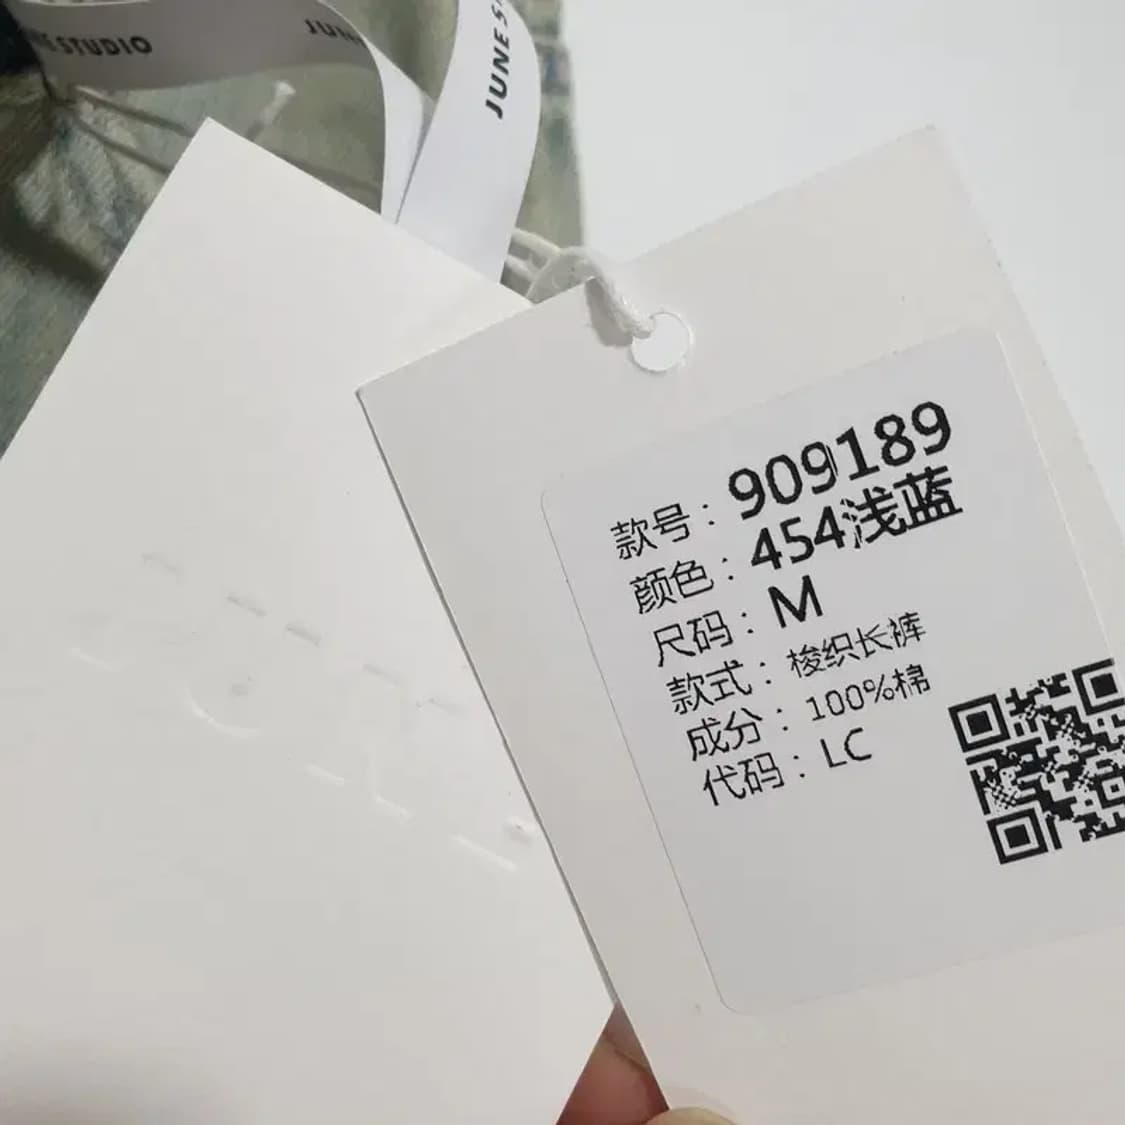 JUNE STUDIO
JUNE S
款号：909189
颜色：454浅蓝
尺码：M
款式：梭织长裤
成分：100%棉
代码：LC